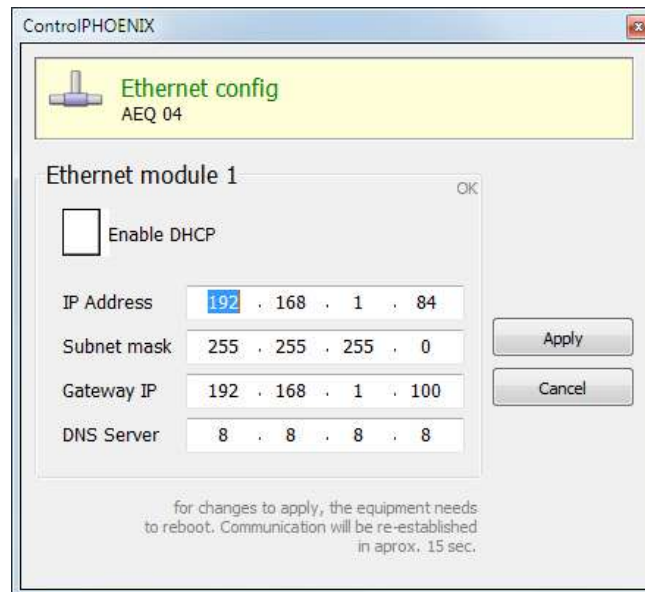 ControlPHOENIX
Ethernet config
AEQ 04
Ethernet module 1
OK
Enable DHCP
IP Address 192 . 168 . 1 . 84
Subnet mask 255 . 255 . 255 . 0
Gateway IP 192 . 168 . 1 . 100
DNS Server 8 . 8 . 8 . 8
Apply
Cancel
for changes to apply, the equipment needs
to reboot. Communication will be re-established
in aprox. 15 sec.